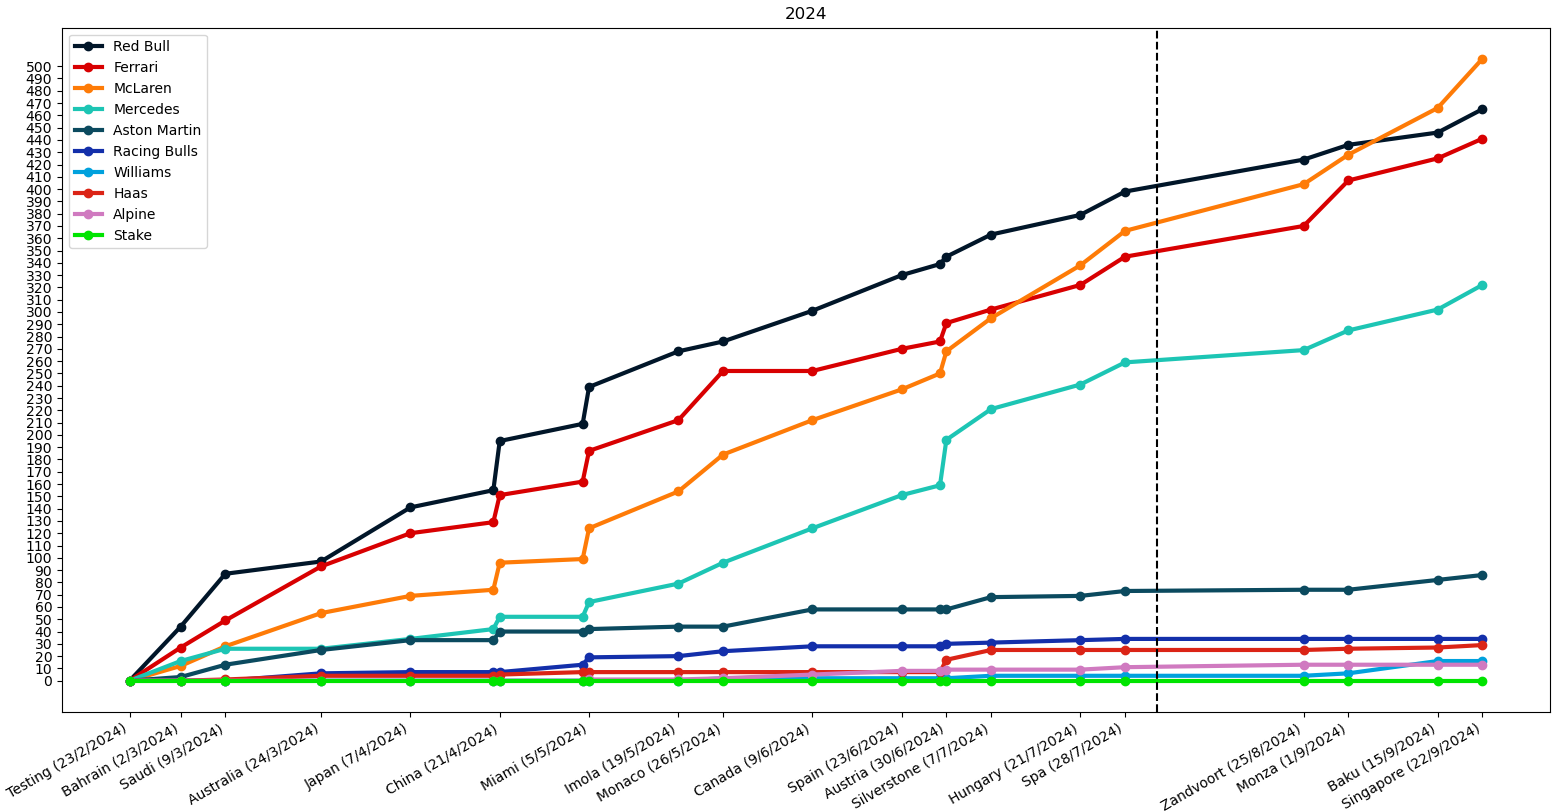 2024
Red Bull
Ferrari
McLaren
Mercedes
Aston Martin
Racing Bulls
Williams
Haas
Alpine
Stake
500
490
480
470
460
450
440
430
420
410
400
390
380
370
360
350
340
330
320
310
300
290
280
270
260
250
240
230
220
210
200
190
180
170
160
150
140
130
120
110
100
90
80
70
60
50
40
30
20
10
0
Testing (23/2/2024)
Bahrain (2/3/2024)
Saudi (9/3/2024)
Australia (24/3/2024)
Japan (7/4/2024)
China (21/4/2024)
Miami (5/5/2024)
Imola (19/5/2024)
Monaco (26/5/2024)
Canada (9/6/2024)
Spain (23/6/2024)
Austria (30/6/2024)
Silverstone (7/7/2024)
Hungary (21/7/2024)
Spa (28/7/2024)
Zandvoort (25/8/2024)
Monza (1/9/2024)
Baku (15/9/2024)
Singapore (22/9/2024)